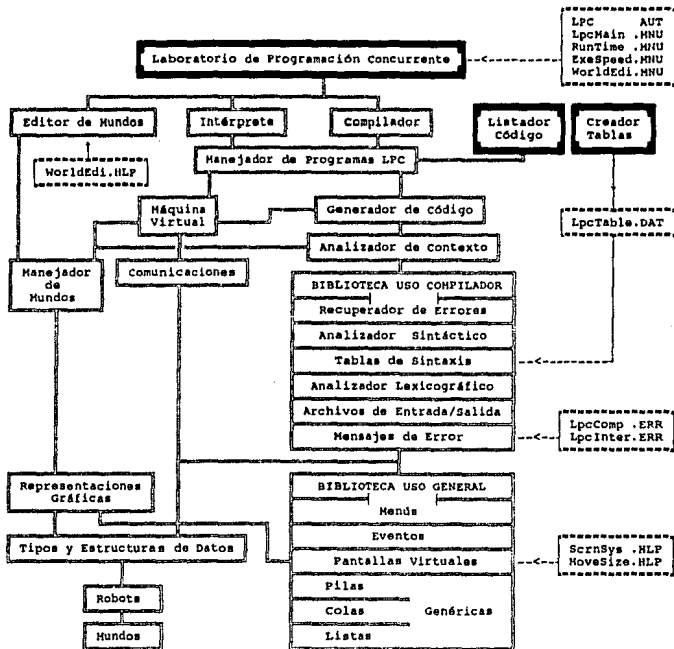 LPC AUT
LpcMain .MNU
RunTime .MNU
ExeSpeed.MNU
WorldEdi.MNU
Laboratorio de Programación Concurrente
Editor de Mundos
Intérprete
Compilador
Listador
Código
Creador
Tablas
Manejador de Programas LPC
WorldEdi.HLP
Máquina
Virtual
Generador de Código
LpcTable.DAT
Analizador de Contexto
Manejador
de
Mundos
Comunicaciones
BIBLIOTECA USO COMPILADOR
Recuperador de Errores
Analizador Sintáctico
Tablas de Sintaxis
Analizador Lexicográfico
Archivos de Entrada/Salida
Mensajes de Error
LpcComp .ERR
LpcInter.ERR
Representaciones
Gráficas
BIBLIOTECA USO GENERAL
Menús
Eventos
Tipos y Estructuras de Datos
Pantallas Virtuales
ScrnSys .HLP
MoveSize.HLP
Pilas
Robots
Colas
Genéricas
Mundos
Listas